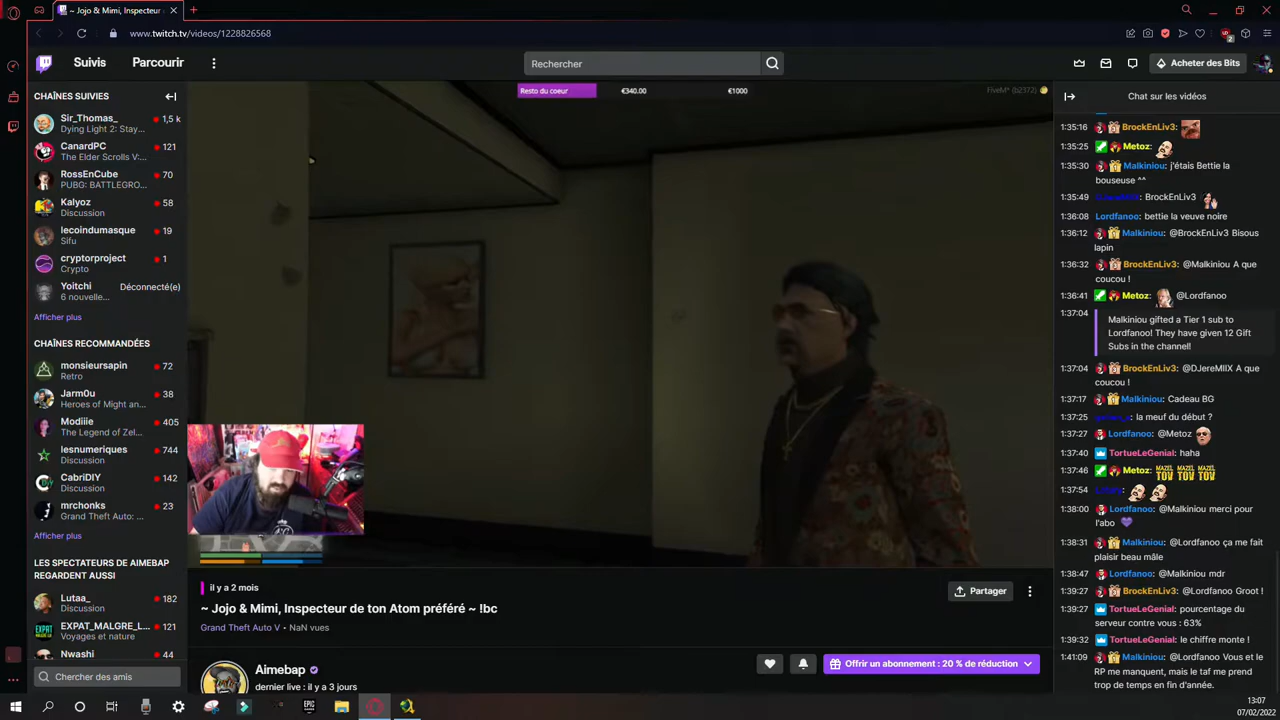 ~ Jojo & Mimi, Inspecteur
www.twitch.tv/videos/1228826568
2
Suivis
Parcourir
Rechercher
Acheter des Bits
CHAÎNES SUIVIES
Sir_Thomas_
1,5 k
Dying Light 2: Stay...
CanardPC
121
The Elder Scrolls V:...
RossEnCube
70
PUBG: BATTLEGRO...
Kalyoz
58
Discussion
lecoindumasque
19
Sifu
cryptorproject
1
Crypto
Yoitchi
Déconnecté(e)
6 nouvelle...
Afficher plus
CHAÎNES RECOMMANDÉES
monsieursapin
72
Retro
Jarm0u
38
Heroes of Might an...
Modiiie
405
The Legend of Zel...
lesnumeriques
744
Discussion
CabriDIY
142
Discussion
mrchonks
23
Grand Theft Auto: ...
Afficher plus
LES SPECTATEURS DE AIMEBAP
REGARDENT AUSSI
Lutaa_
182
Discussion
EXPAT_MALGRE_L...
121
Voyages et nature
Nwashi
44
Chercher des amis
Resto du coeur
€340.00
€1000
FiveM* (b2372)
il y a 2 mois
~ Jojo & Mimi, Inspecteur de ton Atom préféré ~ !bc
Grand Theft Auto V • NaN vues
Partager
Aimebap
dernier live : il y a 3 jours
Offrir un abonnement : 20 % de réduction
Chat sur les vidéos
1:35:16 BrockEnLiv3:
1:35:25 Metoz:
1:35:30 Malkiniou: j'étais Bettie la
bouseuse ^^
1:35:49 BrockEnLiv3
1:36:08 Lordfanoo: bettie la veuve noire
1:36:12 Malkiniou: @BrockEnLiv3 Bisous
lapin
1:36:32 BrockEnLiv3: @Malkiniou A que
coucou !
1:36:41 Metoz: @Lordfanoo
1:37:04 Malkiniou gifted a Tier 1 sub to
Lordfanoo! They have given 12 Gift
Subs in the channel!
1:37:04 BrockEnLiv3: @DJereMIIX A que
coucou !
1:37:17 Malkiniou: Cadeau BG
1:37:25 la meuf du début ?
1:37:27 Lordfanoo: @Metoz
1:37:40 TortueLeGenial: haha
1:37:46 Metoz: MAZEL TOV MAZEL TOV MAZEL TOV
1:37:54
1:38:00 Lordfanoo: @Malkiniou merci pour
l'abo
1:38:31 Malkiniou: @Lordfanoo ça me fait
plaisir beau mâle
1:38:47 Lordfanoo: @Malkiniou mdr
1:39:27 BrockEnLiv3: @Lordfanoo Groot !
1:39:27 TortueLeGenial: pourcentage du
serveur contre vous : 63%
1:39:32 TortueLeGenial: le chiffre monte !
1:41:09 Malkiniou: @Lordfanoo Vous et le
RP me manquent, mais le taf me prend
trop de temps en fin d'année.
EPIC GAMES
13:07
07/02/2022